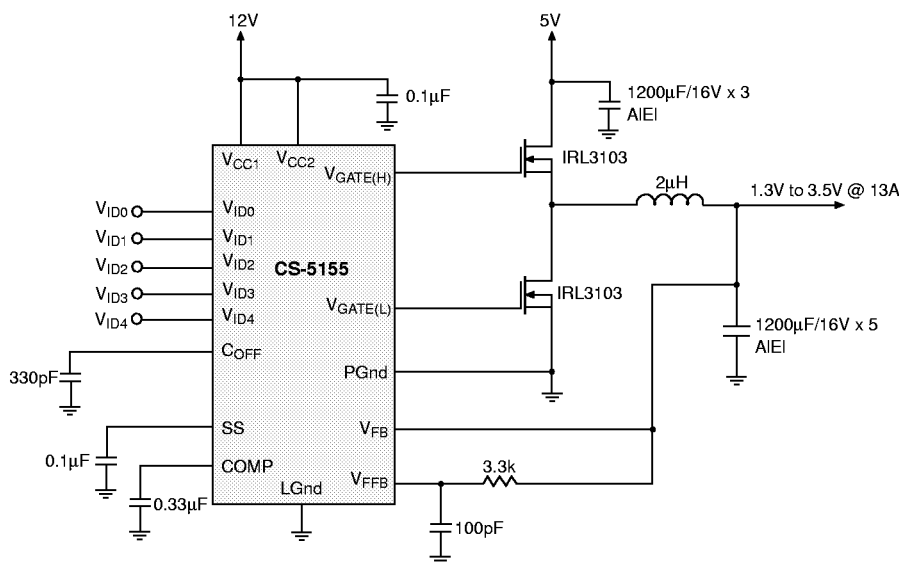 12V
5V
0.1μF
1200μF/16V x 3
AlEl
VCC1
VCC2
VGATE(H)
IRL3103
2μH
1.3V to 3.5V @ 13A
VID0
VID0
VID1
VID1
VID2
VID2
CS-5155
VID3
VID3
VGATE(L)
IRL3103
VID4
VID4
1200μF/16V x 5
AlEl
COFF
330pF
PGnd
SS
VFB
0.1μF
COMP
3.3k
VFFB
0.33μF
LGnd
100pF